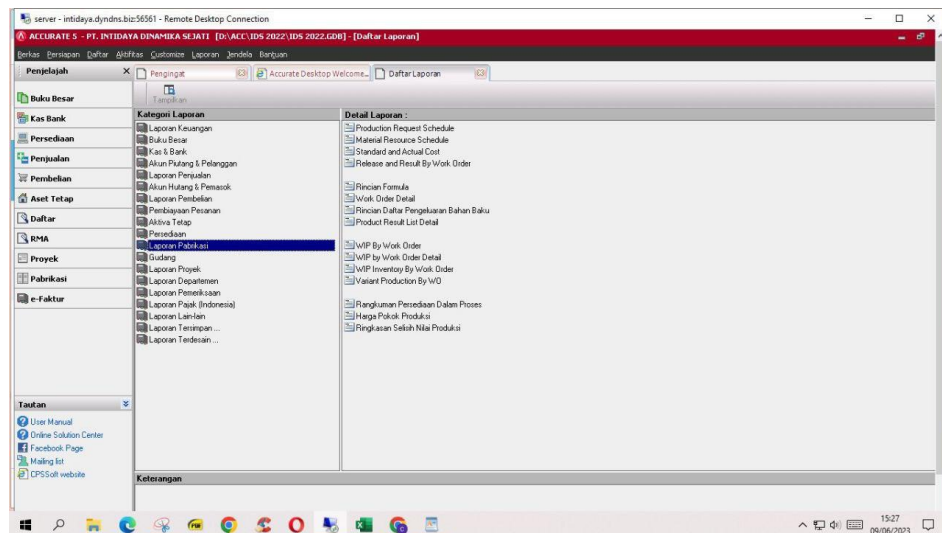 server - intidaya.dyndns.biz:56561 - Remote Desktop Connection
ACCURATE 5 - PT. INTIDAYA DINAMIKA SEJATI [D:\ACC\IDS 2022\IDS 2022.GDB] - [Daftar Laporan]
Berkas Persiapan Daftar Aktifitas Customize Laporan Jendela Bantuan
Penjelajah
Pengingat
Accurate Desktop Welcome...
Daftar Laporan
Tampilkan
Buku Besar
Kas Bank
Persediaan
Penjualan
Pembelian
Aset Tetap
Daftar
RMA
Proyek
Pabrikasi
e-Faktur
Tautan
User Manual
Online Solution Center
Facebook Page
Mailing list
CPSSoft website
Kategori Laporan
Laporan Keuangan
Buku Besar
Kas & Bank
Akun Piutang & Pelanggan
Laporan Penjualan
Akun Hutang & Pemasok
Laporan Pembelian
Pembiayaan Pesanan
Aktiva Tetap
Persediaan
Laporan Pabrikasi
Gudang
Laporan Proyek
Laporan Departemen
Laporan Pemeriksaan
Laporan Pajak (Indonesia)
Laporan Lain-lain
Laporan Tersimpan ...
Laporan Terdesain ...
Detail Laporan :
Production Request Schedule
Material Resource Schedule
Standard and Actual Cost
Release and Result By Work Order
Rincian Formula
Work Order Detail
Rincian Daftar Pengeluaran Bahan Baku
Product Result List Detail
WIP By Work Order
WIP by Work Order Detail
WIP Inventory By Work Order
Variant Production By WO
Rangkuman Persediaan Dalam Proses
Harga Pokok Produksi
Ringkasan Selisih Nilai Produksi
Keterangan
15:27
09/06/2023